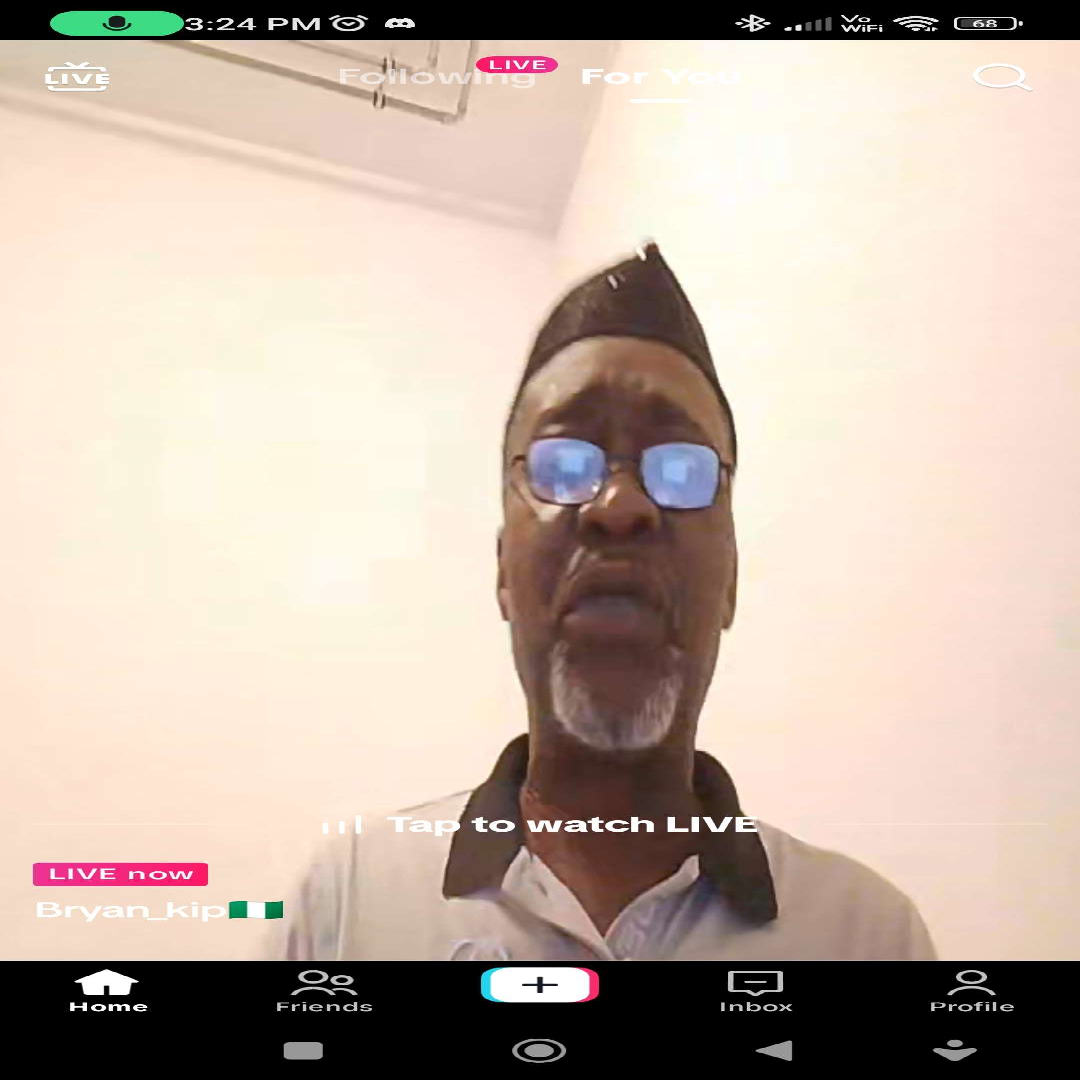 3:24 PM
Vo
WiFi
68
LIVE
Following
LIVE
For You
Tap to watch LIVE
LIVE now
Bryan_kip🇳🇬
Home
Friends
Inbox
Profile